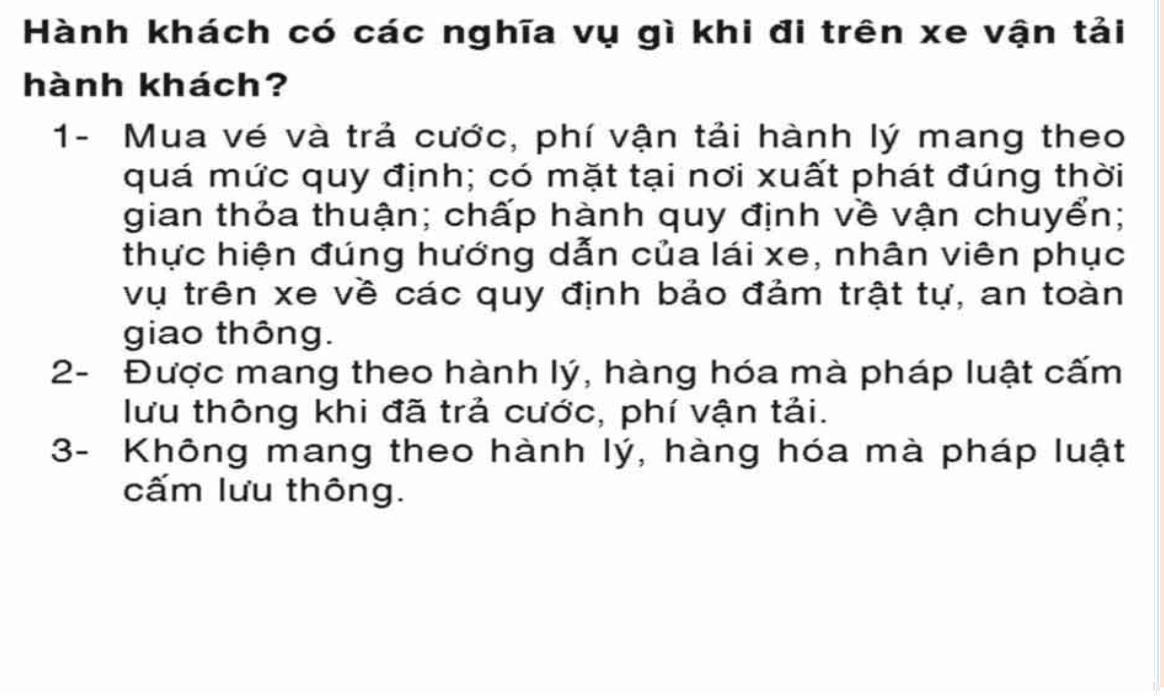 Hành khách có các nghĩa vụ gì khi đi trên xe vận tải
hành khách?
1- Mua vé và trả cước, phí vận tải hành lý mang theo
quá mức quy định; có mặt tại nơi xuất phát đúng thời
gian thỏa thuận; chấp hành quy định về vận chuyển;
thực hiện đúng hướng dẫn của lái xe, nhân viên phục
vụ trên xe về các quy định bảo đảm trật tự, an toàn
giao thông.
2- Được mang theo hành lý, hàng hóa mà pháp luật cấm
lưu thông khi đã trả cước, phí vận tải.
3- Không mang theo hành lý, hàng hóa mà pháp luật
cấm lưu thông.